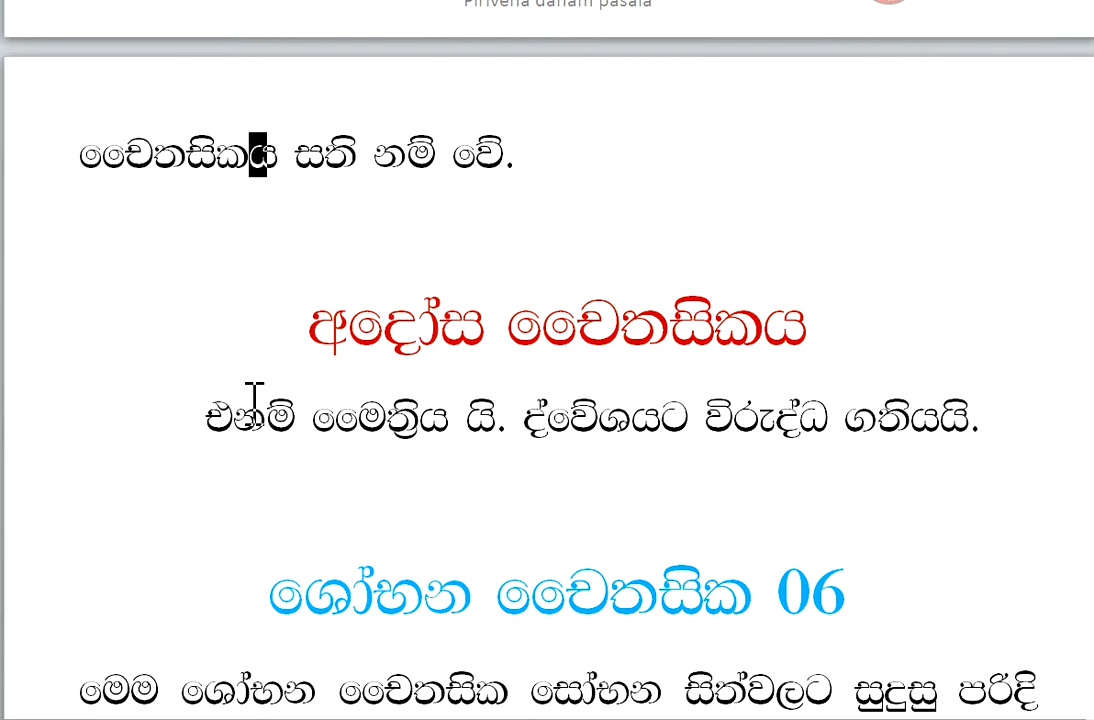 Pirivena daham pasala
චෛතසිකය සති නම් වේ.
අදෝස චෛතසිකය
එනම් මෛත්‍රිය යි. ද්වේශයට විරුද්ධ ගතියයි.
ශෝභන චෛතසික 06
මෙම ශෝභන චෛතසික සෝභන සිත්වලට සුදුසු පරිදි